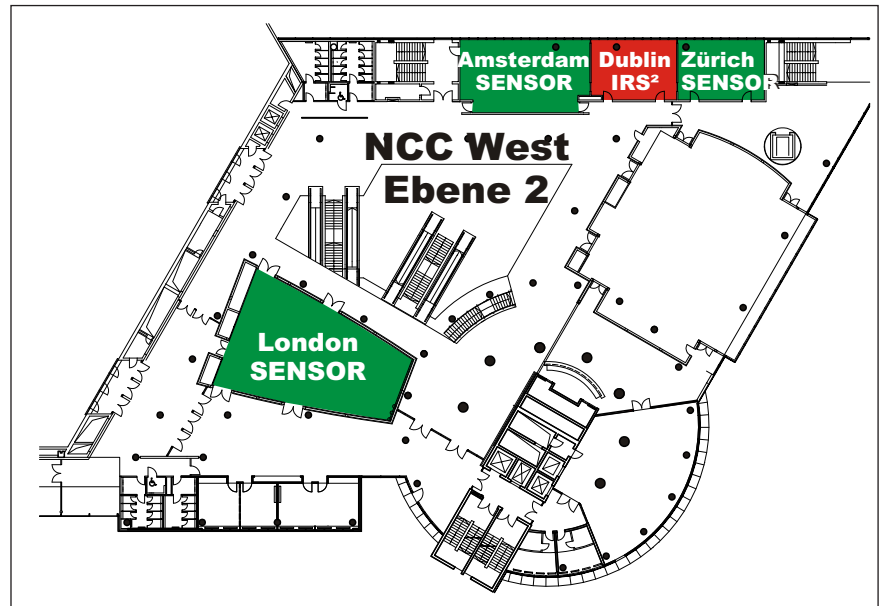 Amsterdam
SENSOR
Dublin
IRS²
Zürich
SENSOR
NCC West
Ebene 2
London
SENSOR